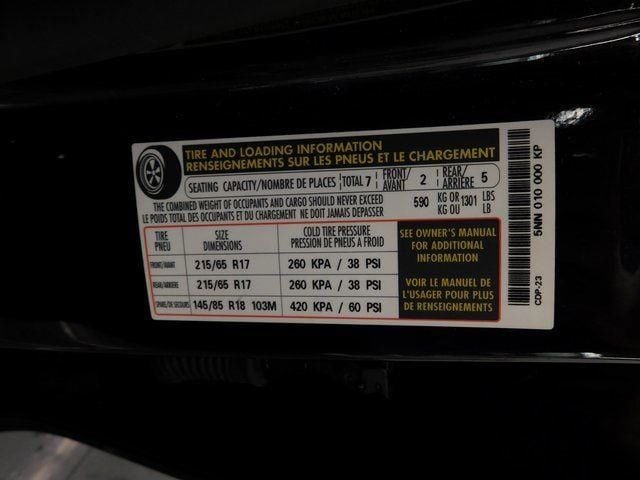 TIRE AND LOADING INFORMATION
RENSEIGNEMENTS SUR LES PNEUS ET LE CHARGEMENT
SEATING CAPACITY/NOMBRE DE PLACES TOTAL 7 FRONT/AVANT 2 REAR/ARRIÈRE 5
THE COMBINED WEIGHT OF OCCUPANTS AND CARGO SHOULD NEVER EXCEED 590 KG OR 1301 LBS
LE POIDS TOTAL DES OCCUPANTS ET DU CHARGEMENT NE DOIT JAMAIS DEPASSER KG OU LB
TIRE SIZE COLD TIRE PRESSURE
PNEU DIMENSIONS PRESSION DE PNEUS A FROID
FRONT/AVANT 215/65 R17 260 KPA / 38 PSI
REAR/ARRIERE 215/65 R17 260 KPA / 38 PSI
SPARE/DE SECOURS 145/85 R18 103M 420 KPA / 60 PSI
SEE OWNER'S MANUAL
FOR ADDITIONAL
INFORMATION
VOIR LE MANUEL DE
L'USAGER POUR PLUS
DE RENSEIGNEMENTS
5NN 010 000 KP
CDP-23